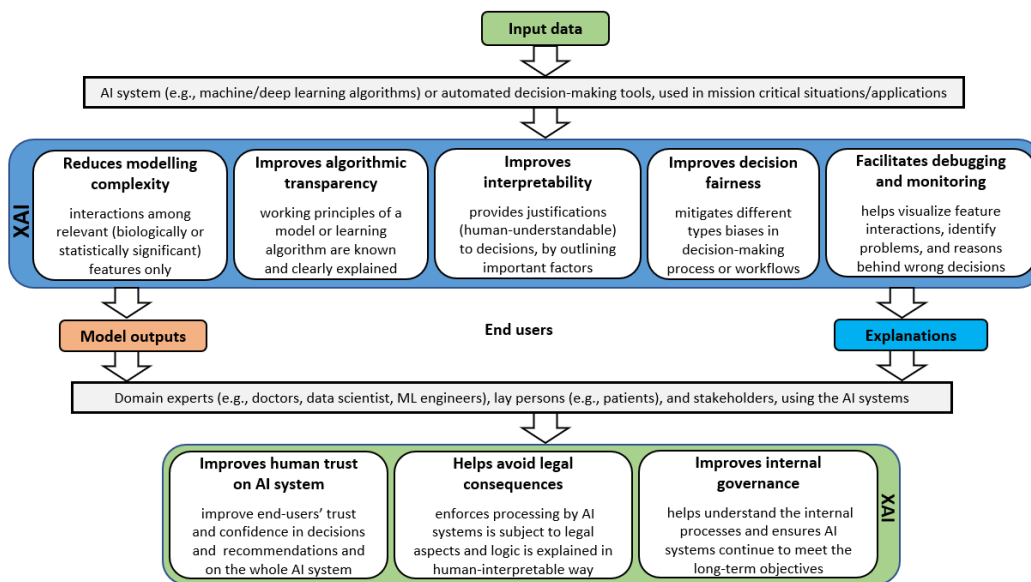 Input data
AI system (e.g., machine/deep learning algorithms) or automated decision-making tools, used in mission critical situations/applications
XAI
Reduces modelling
complexity
interactions among
relevant (biologically or
statistically significant)
features only
Improves algorithmic
transparency
working principles of a
model or learning
algorithm are known
and clearly explained
Improves
interpretability
provides justifications
(human-understandable)
to decisions, by outlining
important factors
Improves decision
fairness
mitigates different
types biases in
decision-making
process or workflows
Facilitates debugging
and monitoring
helps visualize feature
interactions, identify
problems, and reasons
behind wrong decisions
Model outputs
End users
Explanations
Domain experts (e.g., doctors, data scientist, ML engineers), lay persons (e.g., patients), and stakeholders, using the AI systems
Improves human trust
on AI system
improve end-users' trust
and confidence in decisions
and recommendations and
on the whole AI system
Helps avoid legal
consequences
enforces processing by AI
systems is subject to legal
aspects and logic is explained in
human-interpretable way
Improves internal
governance
helps understand the internal
processes and ensures AI
systems continue to meet the
long-term objectives
XAI